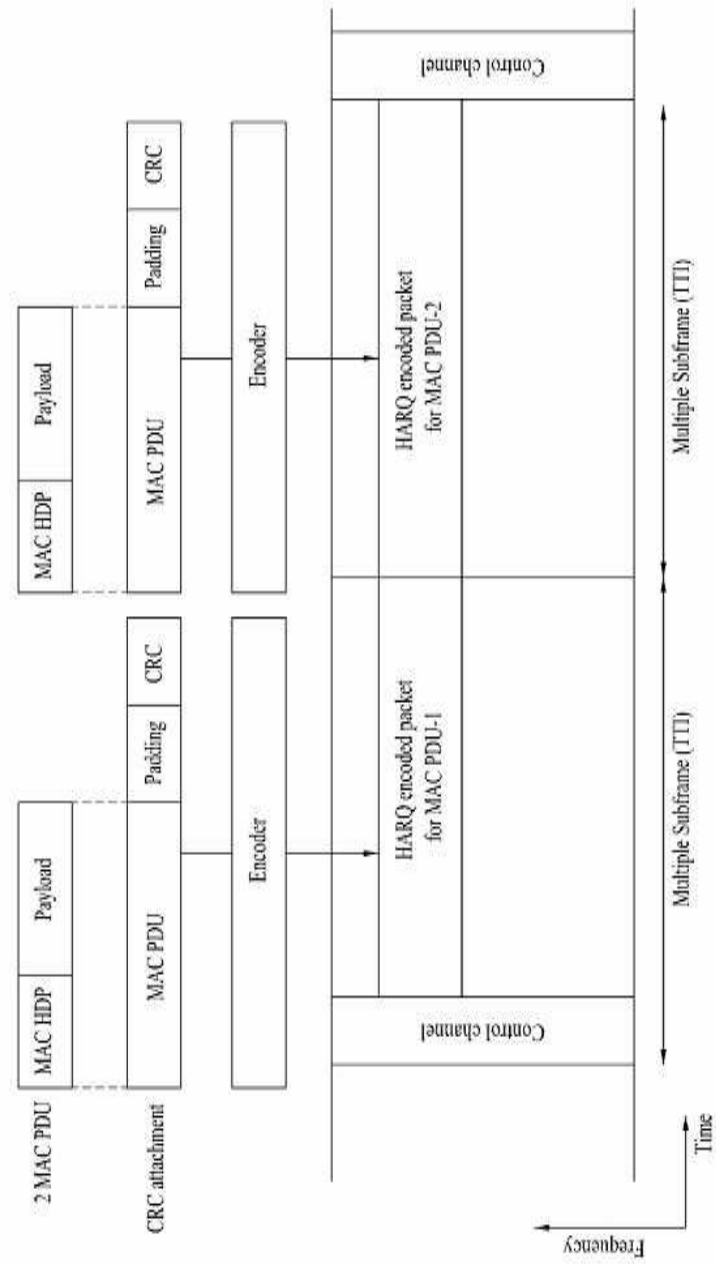 2 MAC PDU
MAC HDP
Payload
MAC HDP
Payload
CRC attachment
MAC PDU
Padding
CRC
MAC PDU
Padding
CRC
Encoder
Encoder
Control channel
HARQ encoded packet
for MAC PDU-1
HARQ encoded packet
for MAC PDU-2
Control channel
Multiple Subframe (TTI)
Multiple Subframe (TTI)
Frequency
Time